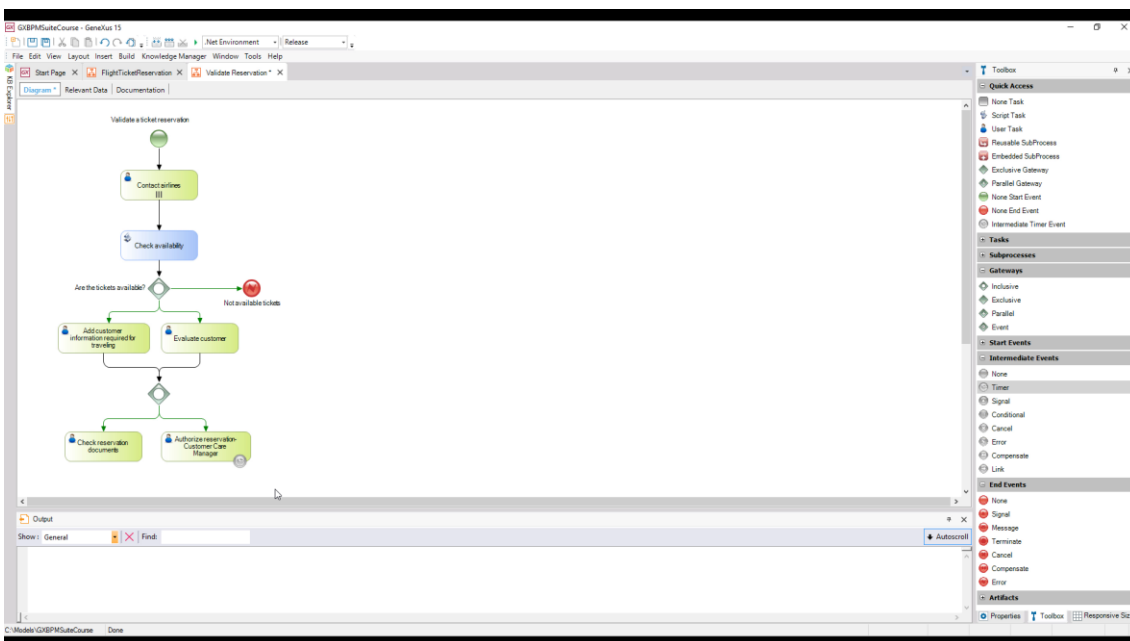 GX GXBPMSuiteCourse - GeneXus 15
.Net Environment Release
File Edit View Layout Insert Build Knowledge Manager Window Tools Help
GX Start Page X FlightTicketReservation X Validate Reservation * X
Diagram * Relevant Data Documentation
KB Explorer
Validate a ticket reservation
Contact airlines
Check availability
Are the tickets available?
Not available tickets
Add customer
information required for
traveling
Evaluate customer
Check reservation
documents
Authorize reservation-
Customer Care
Manager
Toolbox
Quick Access
None Task
Script Task
User Task
Reusable SubProcess
Embedded SubProcess
Exclusive Gateway
Parallel Gateway
None Start Event
None End Event
Intermediate Timer Event
Tasks
Subprocesses
Gateways
Inclusive
Exclusive
Parallel
Event
Start Events
Intermediate Events
None
Timer
Signal
Conditional
Cancel
Error
Compensate
Link
End Events
None
Signal
Message
Terminate
Cancel
Compensate
Error
Artifacts
Properties Toolbox Responsive Siz
Output
Show: General Find: Autoscroll
C:\Models\GXBPMSuiteCourse Done